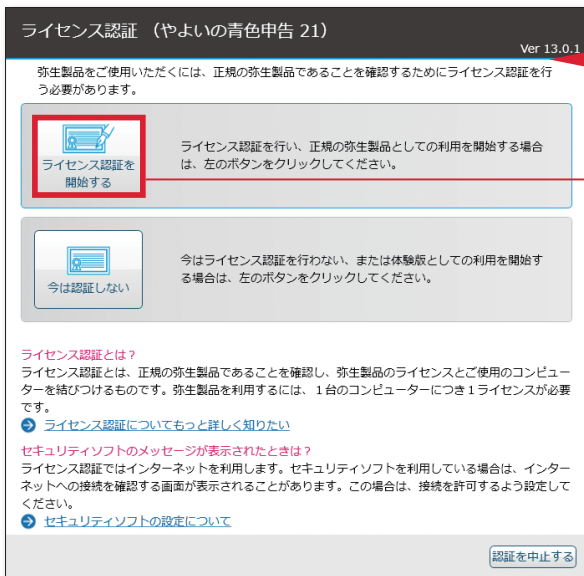 ライセンス認証 （やよいの青色申告 21）
Ver 13.0.1
弥生製品をご使用いただくには、正規の弥生製品であることを確認するためにライセンス認証を行
う必要があります。
ライセンス認証を
開始する
ライセンス認証を行い、正規の弥生製品としての利用を開始する場合
は、左のボタンをクリックしてください。
今は認証しない
今はライセンス認証を行わない、または体験版としての利用を開始す
る場合は、左のボタンをクリックしてください。
ライセンス認証とは？
ライセンス認証とは、正規の弥生製品であることを確認し、弥生製品のライセンスとご使用のコンピュー
ターを結びつけるものです。弥生製品を利用するには、１台のコンピューターにつき１ライセンスが必要
です。
ライセンス認証についてもっと詳しく知りたい
セキュリティソフトのメッセージが表示されたときは？
ライセンス認証ではインターネットを利用します。セキュリティソフトを利用している場合は、インター
ネットへの接続を確認する画面が表示されることがあります。この場合は、接続を許可するよう設定して
ください。
セキュリティソフトの設定について
認証を中止する